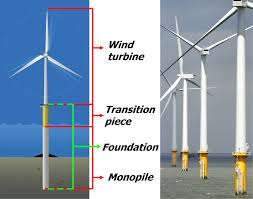 Wind
turbine
Transition
piece
Foundation
Monopile